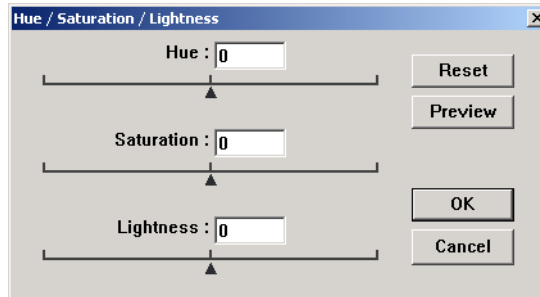 Hue / Saturation / Lightness
Hue : 0
Reset
Preview
Saturation : 0
OK
Lightness : 0
Cancel